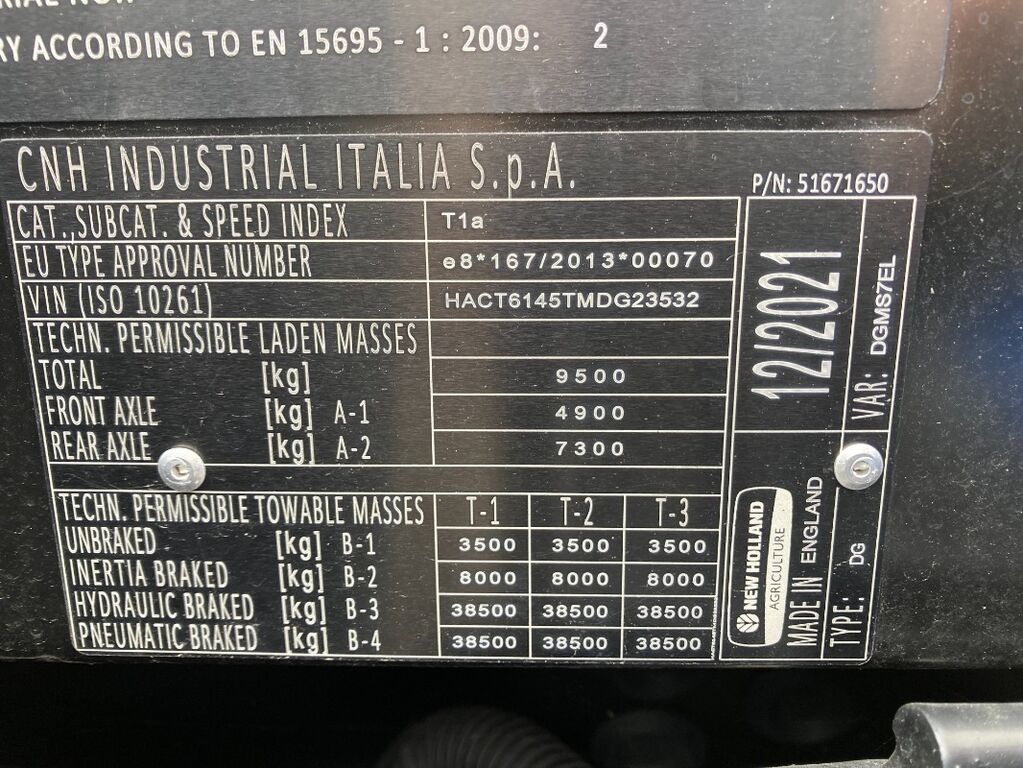 RY ACCORDING TO EN 15695 - 1 : 2009: 2
CNH INDUSTRIAL ITALIA S.p.A.
P/N: 51671650
CAT.,SUBCAT. & SPEED INDEX T1a
EU TYPE APPROVAL NUMBER e8*167/2013*00070
VIN (ISO 10261) HACT6145TMDG23532
TECHN. PERMISSIBLE LADEN MASSES
TOTAL [kg] 9500
FRONT AXLE [kg] A-1 4900
REAR AXLE [kg] A-2 7300
TECHN. PERMISSIBLE TOWABLE MASSES T-1 T-2 T-3
UNBRAKED [kg] B-1 3500 3500 3500
INERTIA BRAKED [kg] B-2 8000 8000 8000
HYDRAULIC BRAKED [kg] B-3 38500 38500 38500
PNEUMATIC BRAKED [kg] B-4 38500 38500 38500
12/2021
VAR: DGMS7EL
NEW HOLLAND
AGRICULTURE
MADE IN ENGLAND
TYPE: DG